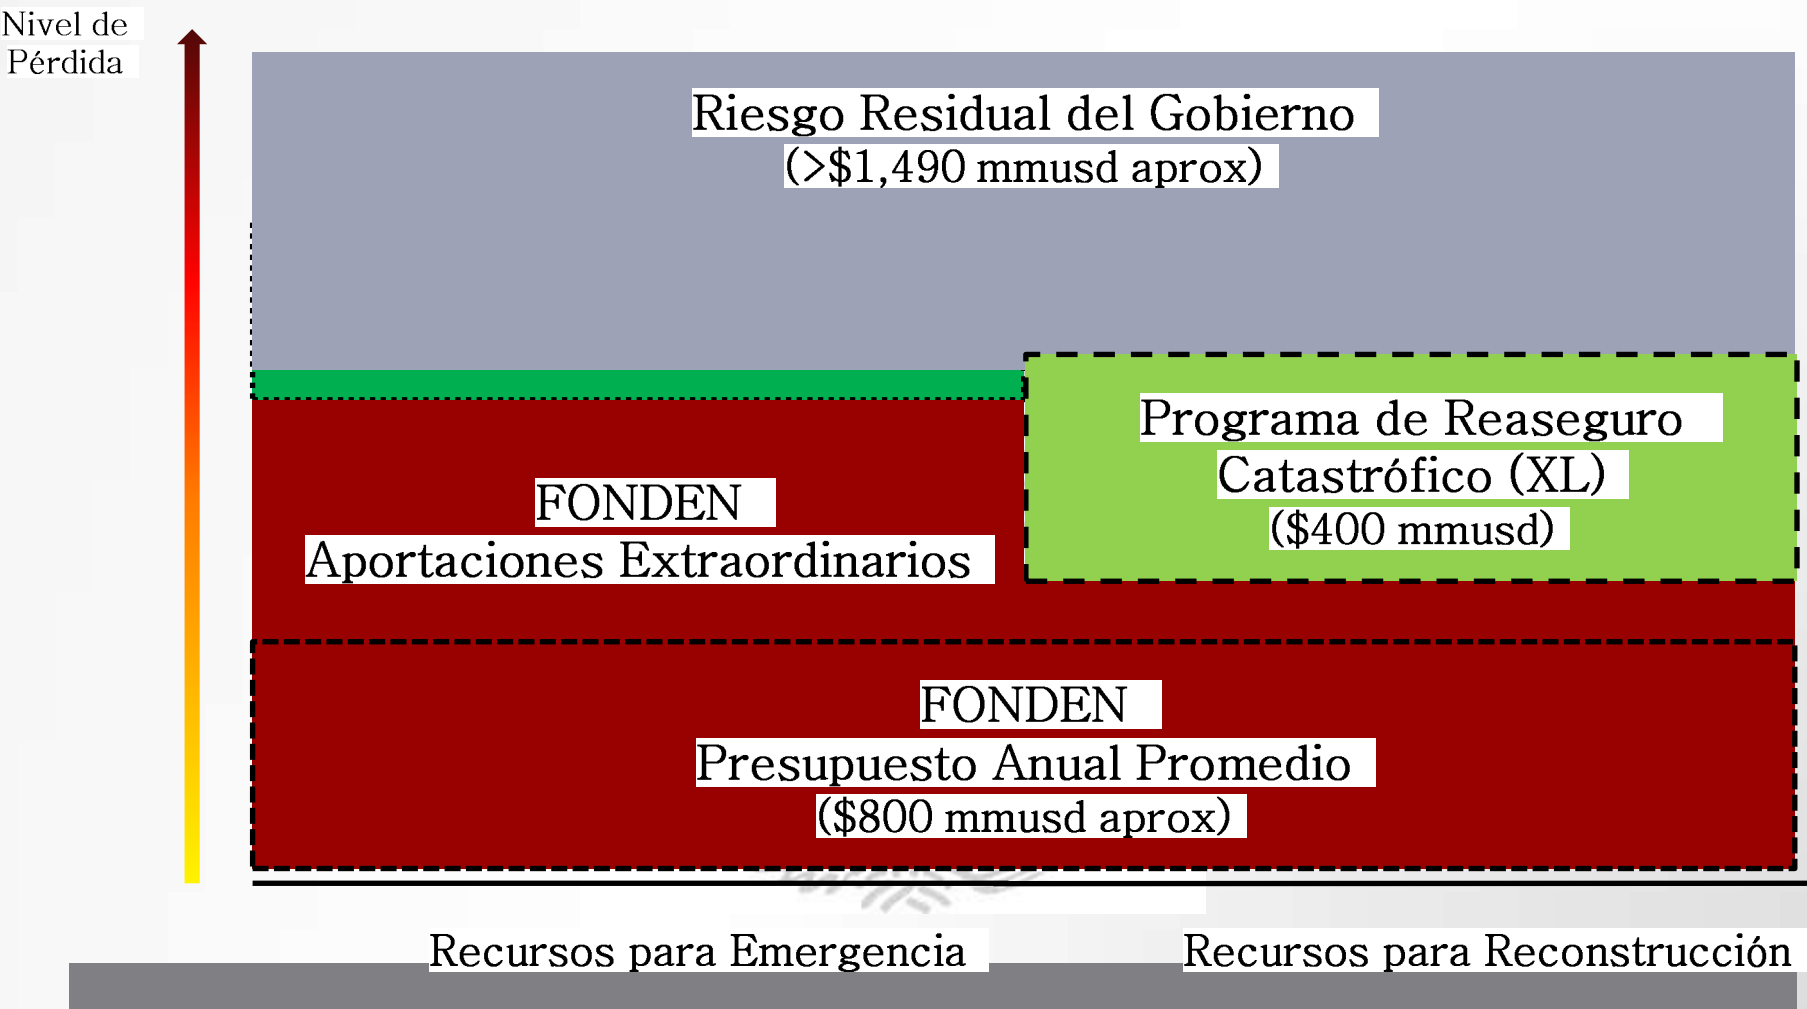 Nivel de
Pérdida
Riesgo Residual del Gobierno
(>$1,490 mmusd aprox)
Programa de Reaseguro
Catastrófico (XL)
($400 mmusd)
FONDEN
Aportaciones Extraordinarios
FONDEN
Presupuesto Anual Promedio
($800 mmusd aprox)
Recursos para Emergencia
Recursos para Reconstrucción